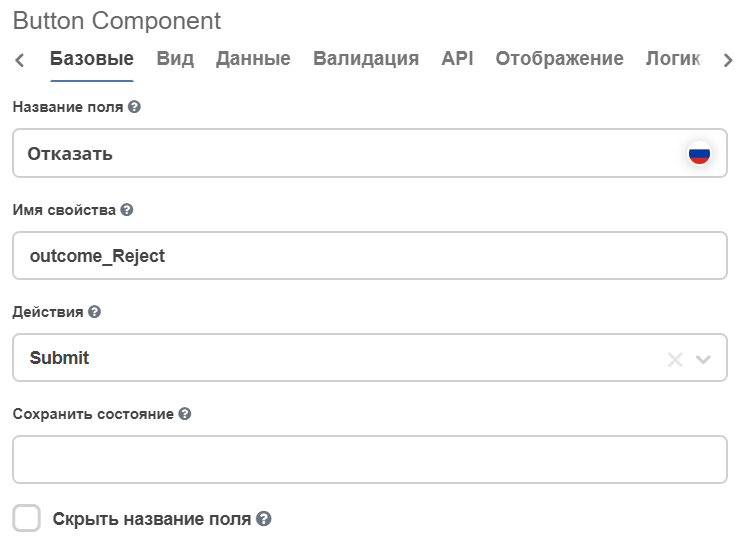 Button Component
Базовые Вид Данные Валидация API Отображение Логик
Название поля
Отказать
Имя свойства
outcome_Reject
Действия
Submit
Сохранить состояние
Скрыть название поля